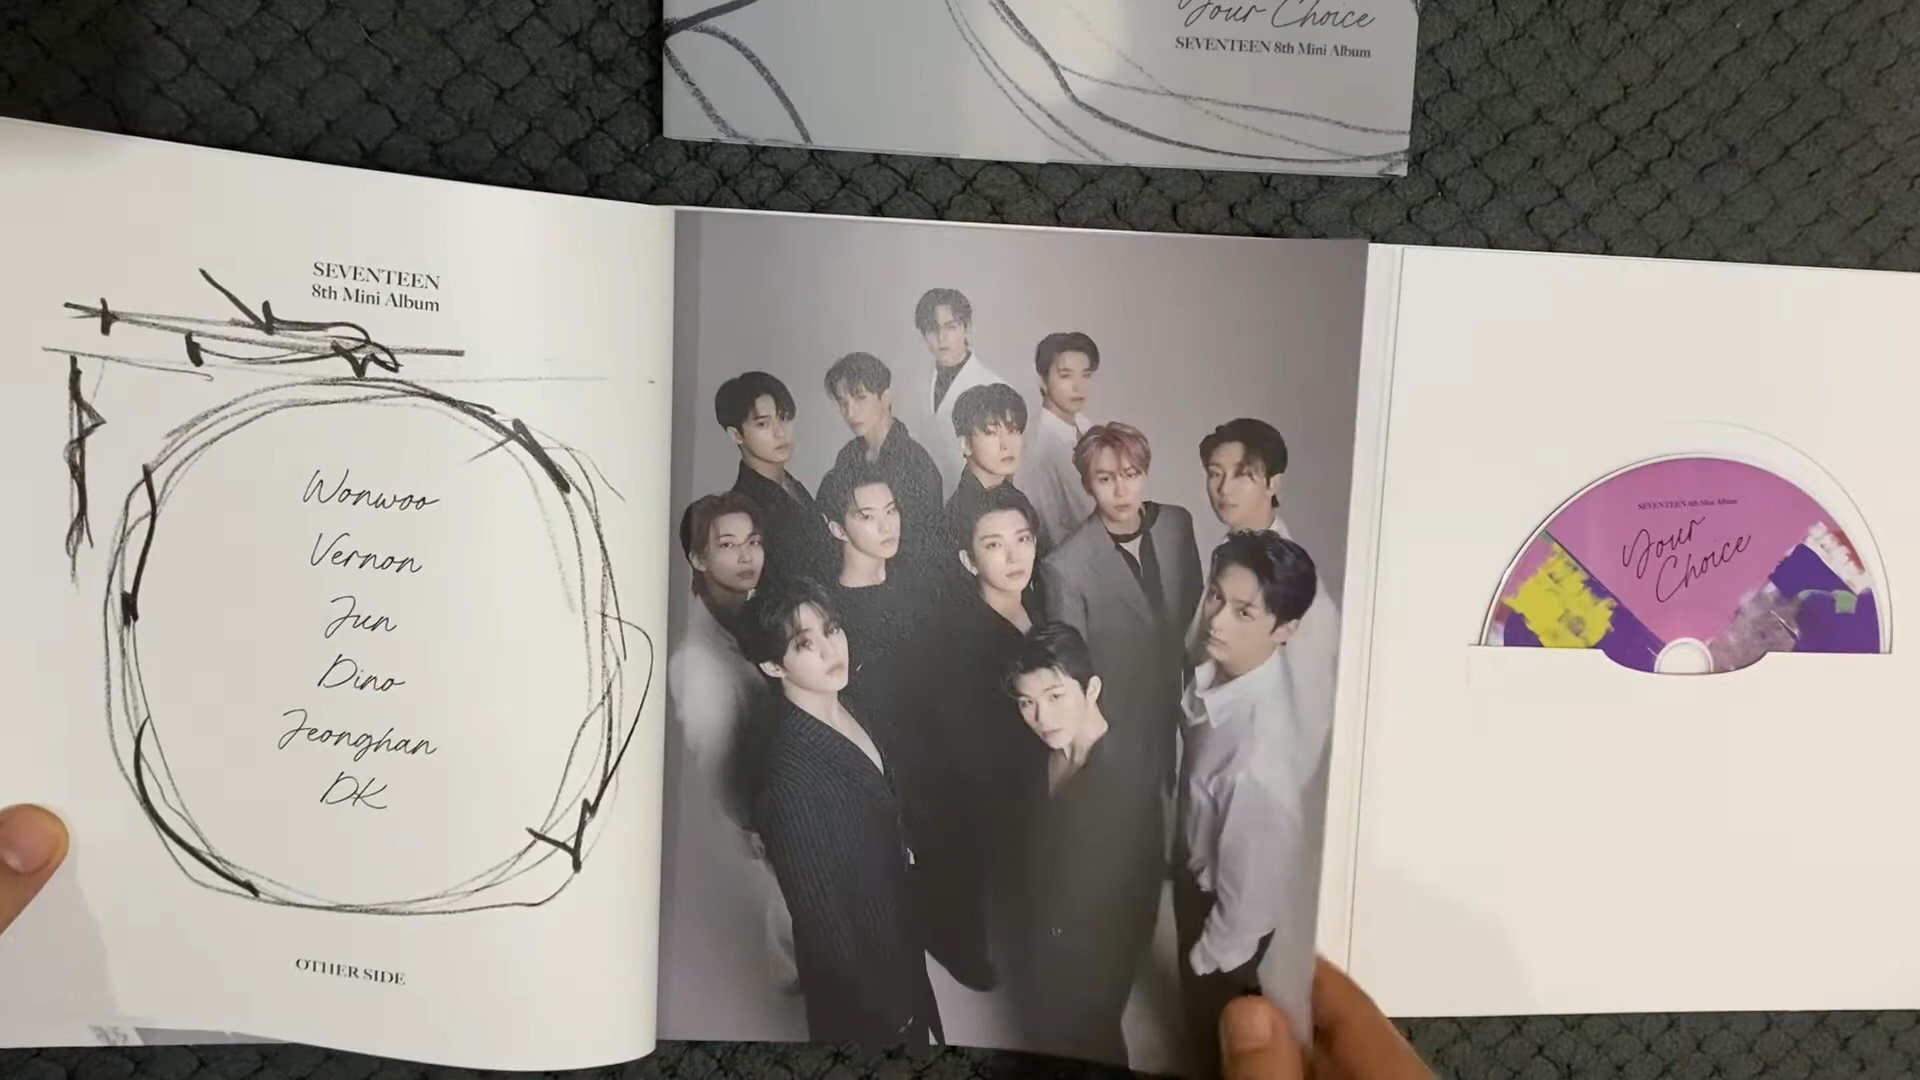 Your Choice
SEVENTEEN 8th Mini Album
SEVENTEEN
8th Mini Album
Wonwoo
Vernon
Jun
Dino
Jeonghan
DK
OTHER SIDE
SEVENTEEN 8th Mini Album
Your
Choice